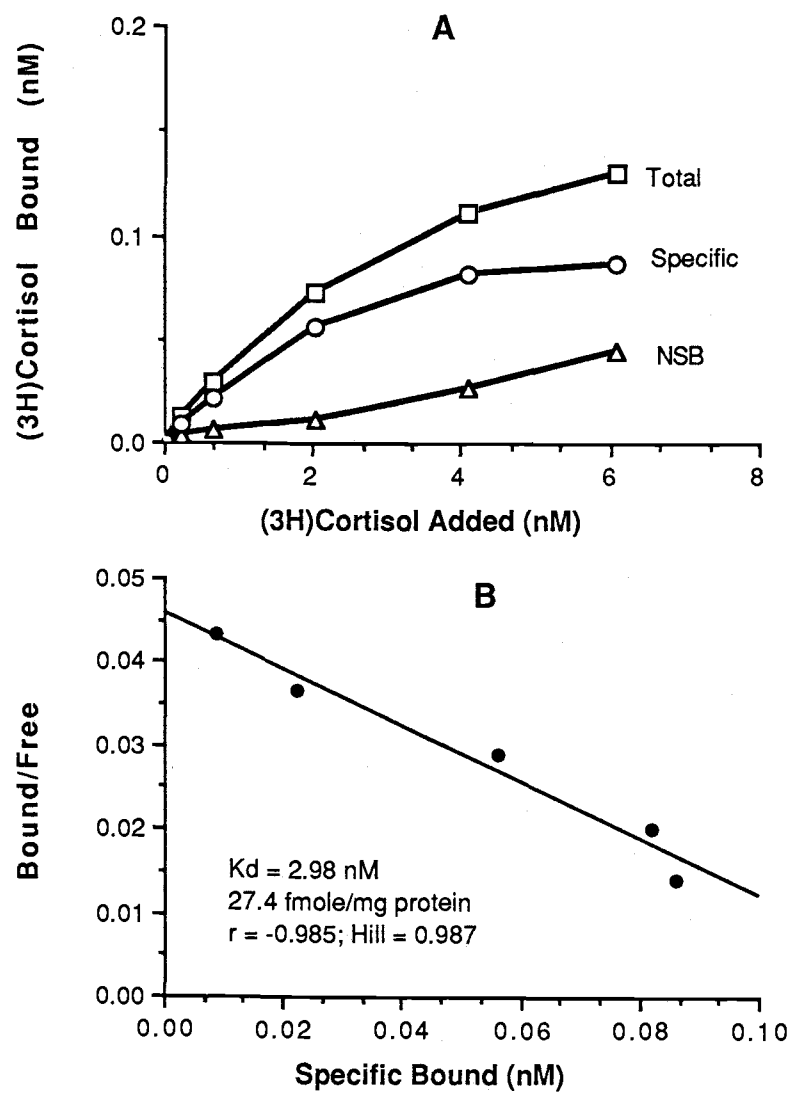 A
(3H)Cortisol Bound (nM)
0.2
0.1
0.0
Total
Specific
NSB
0 2 4 6 8
(3H)Cortisol Added (nM)
B
Bound/Free
0.05
0.04
0.03
0.02
0.01
0.00
Kd = 2.98 nM
27.4 fmole/mg protein
r = -0.985; Hill = 0.987
0.00 0.02 0.04 0.06 0.08 0.10
Specific Bound (nM)